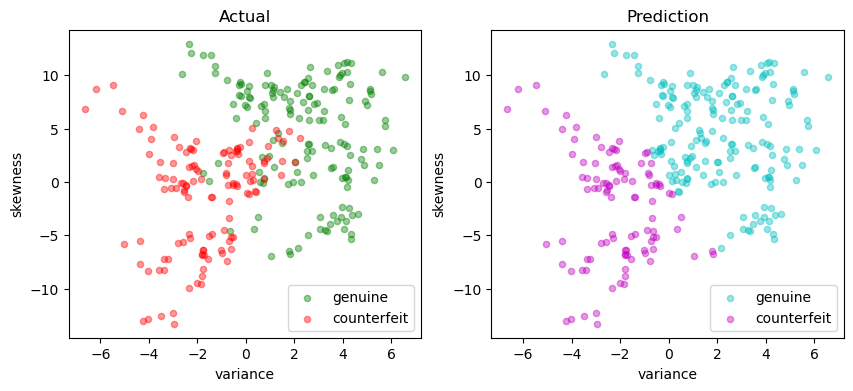 Actual
Prediction
skewness
10
5
0
−5
−10
genuine
counterfeit
−6 −4 −2 0 2 4 6
variance
skewness
10
5
0
−5
−10
genuine
counterfeit
−6 −4 −2 0 2 4 6
variance